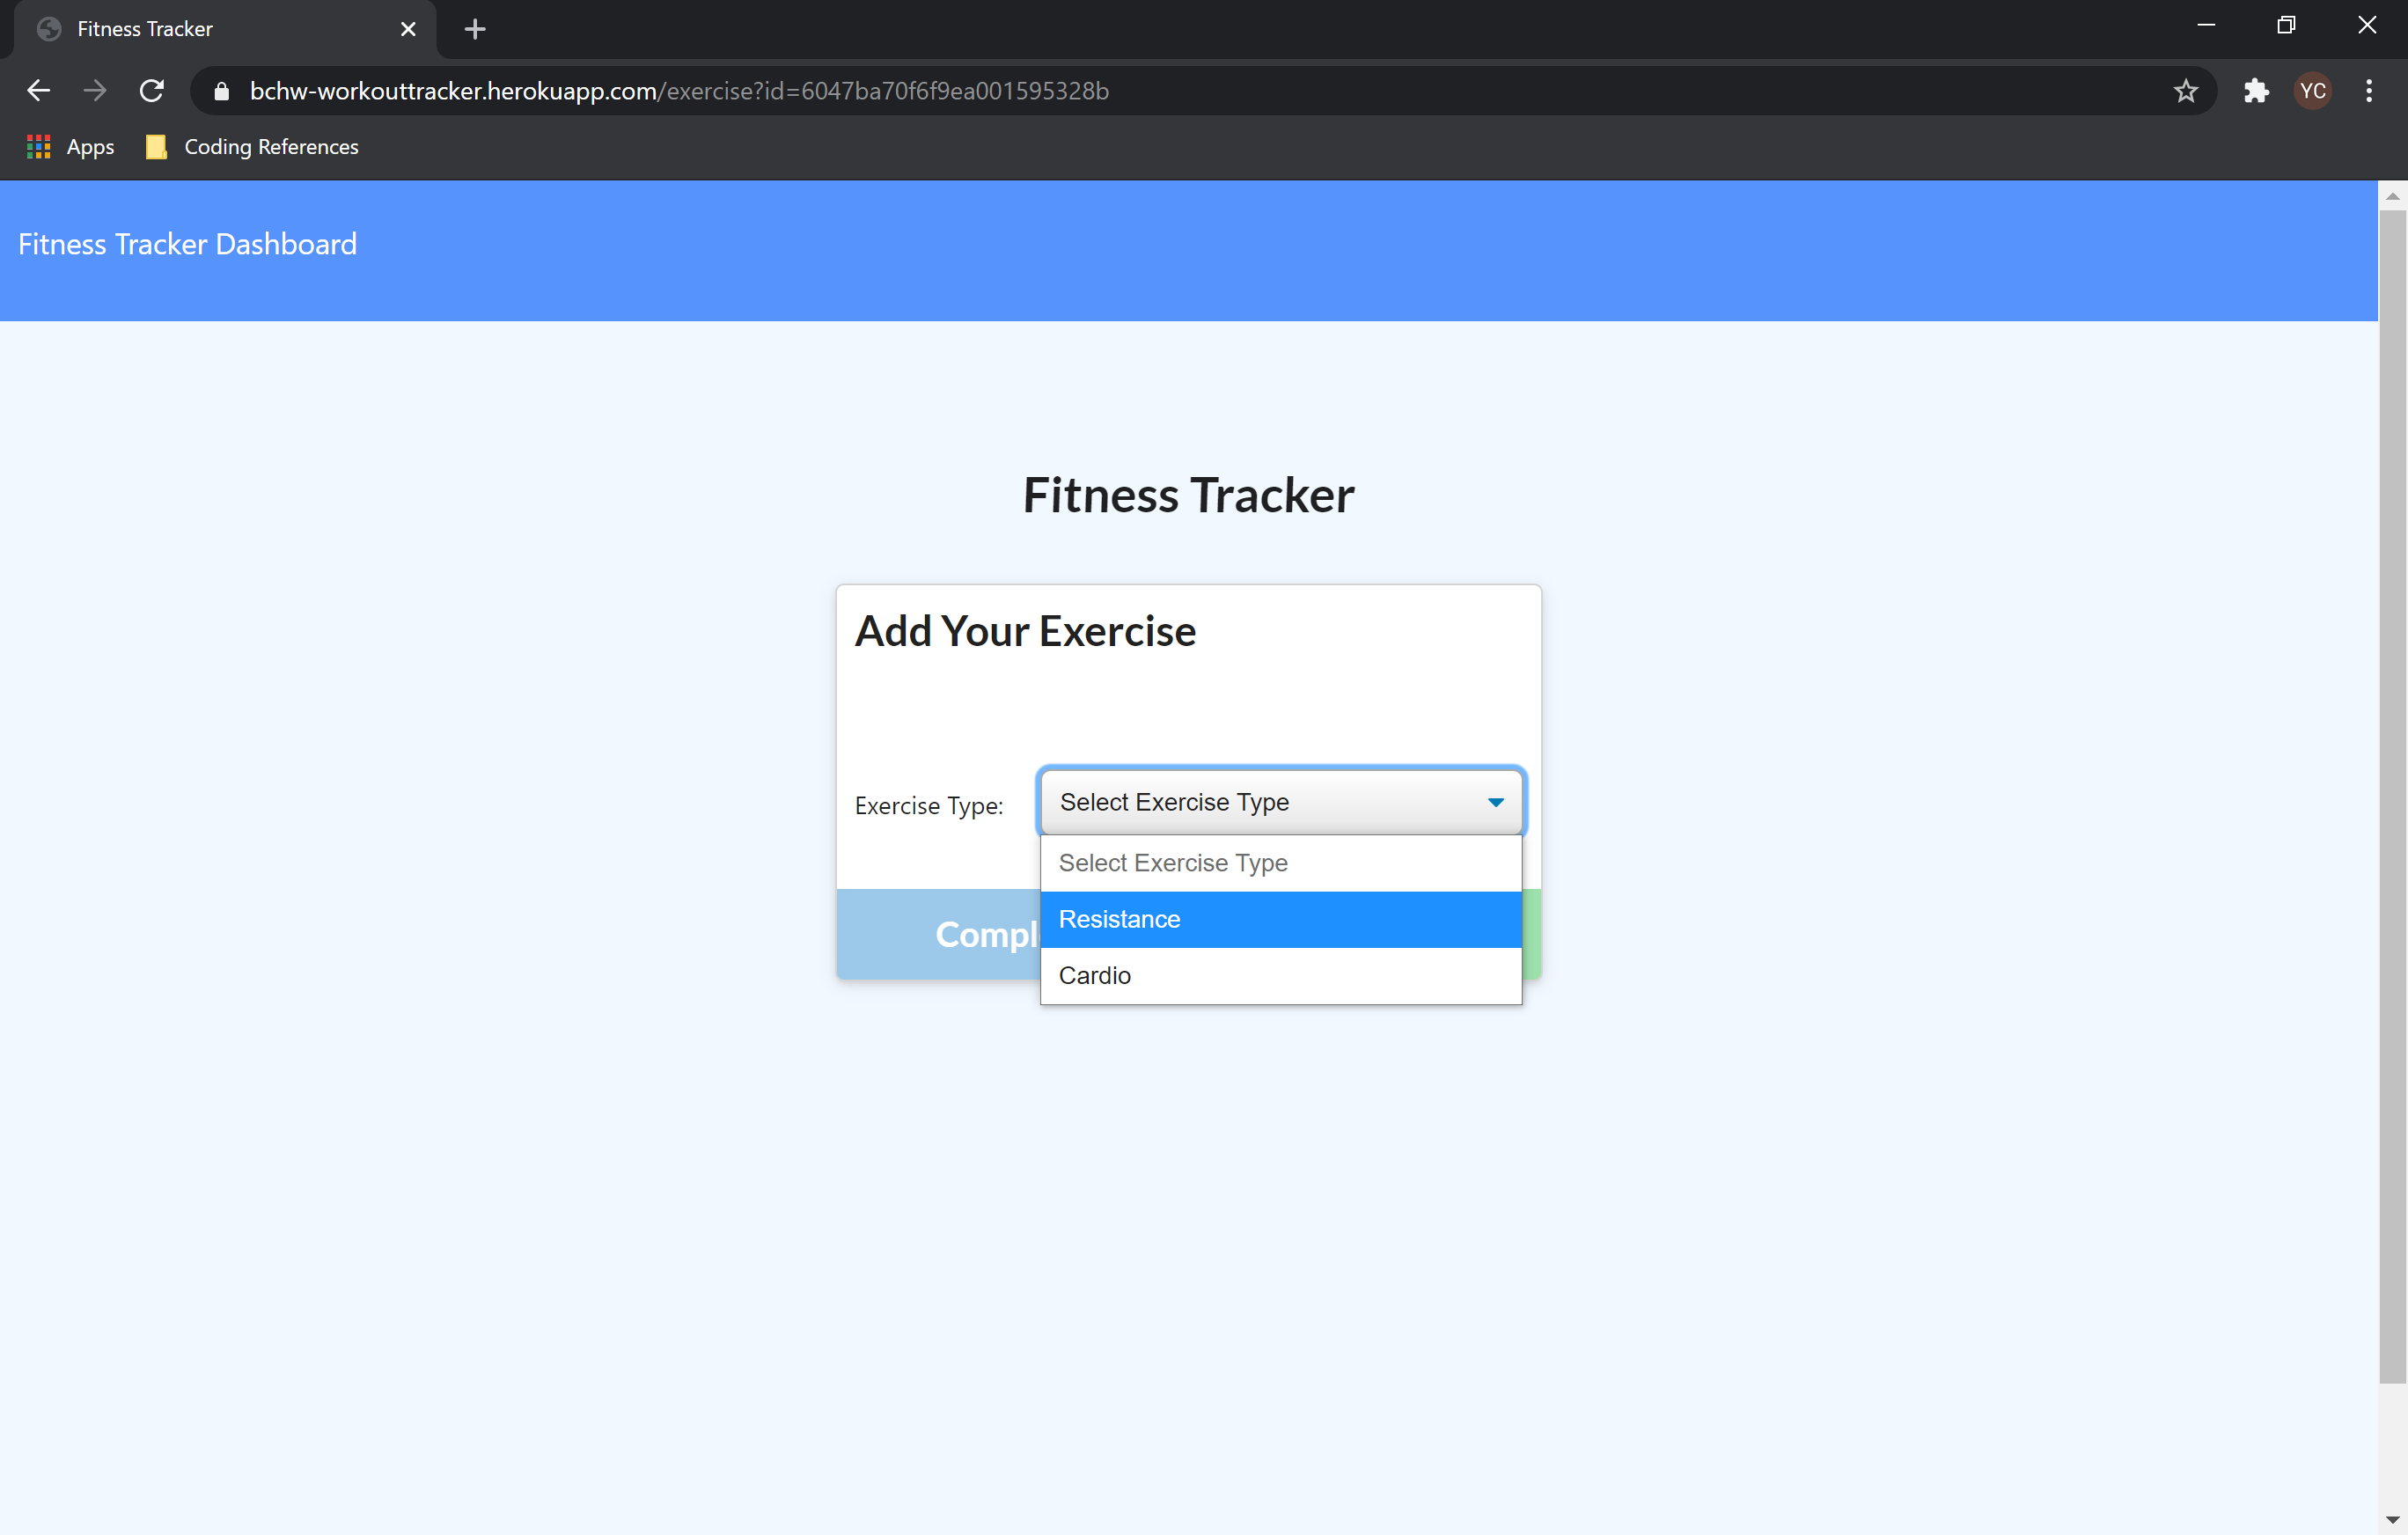 Fitness Tracker
bchw-workouttracker.herokuapp.com/exercise?id=6047ba70f6f9ea001595328b
YC
Apps
Coding References
Fitness Tracker Dashboard
Fitness Tracker
Add Your Exercise
Exercise Type:
Select Exercise Type
Select Exercise Type
Resistance
Compl
Cardio